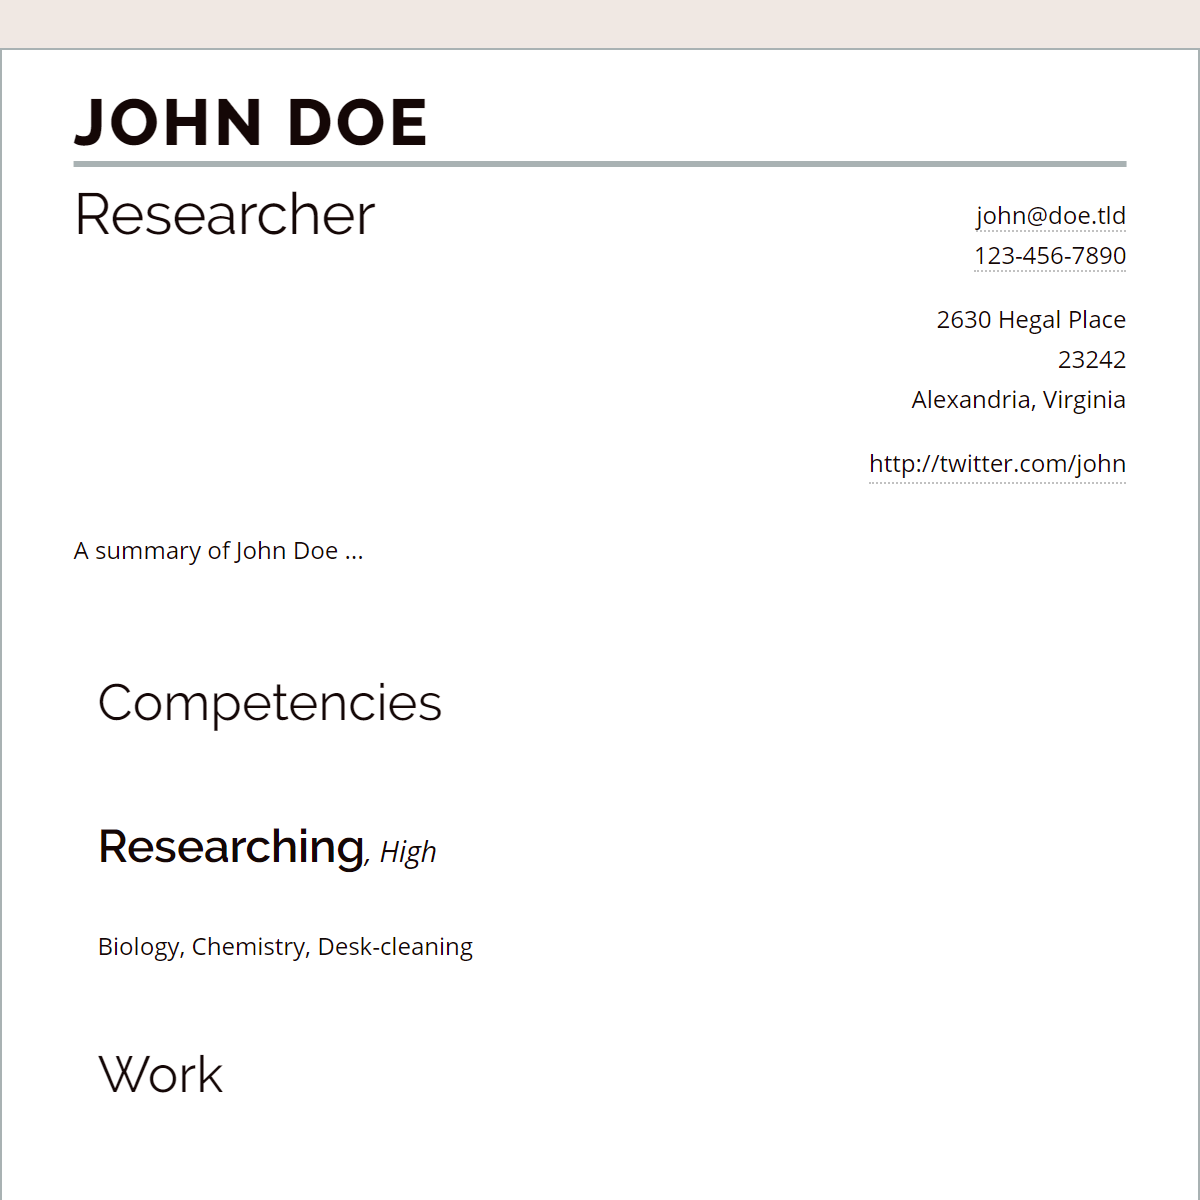 JOHN DOE
Researcher
john@doe.tld
123-456-7890
2630 Hegal Place
23242
Alexandria, Virginia
http://twitter.com/john
A summary of John Doe ...
Competencies
Researching, High
Biology, Chemistry, Desk-cleaning
Work